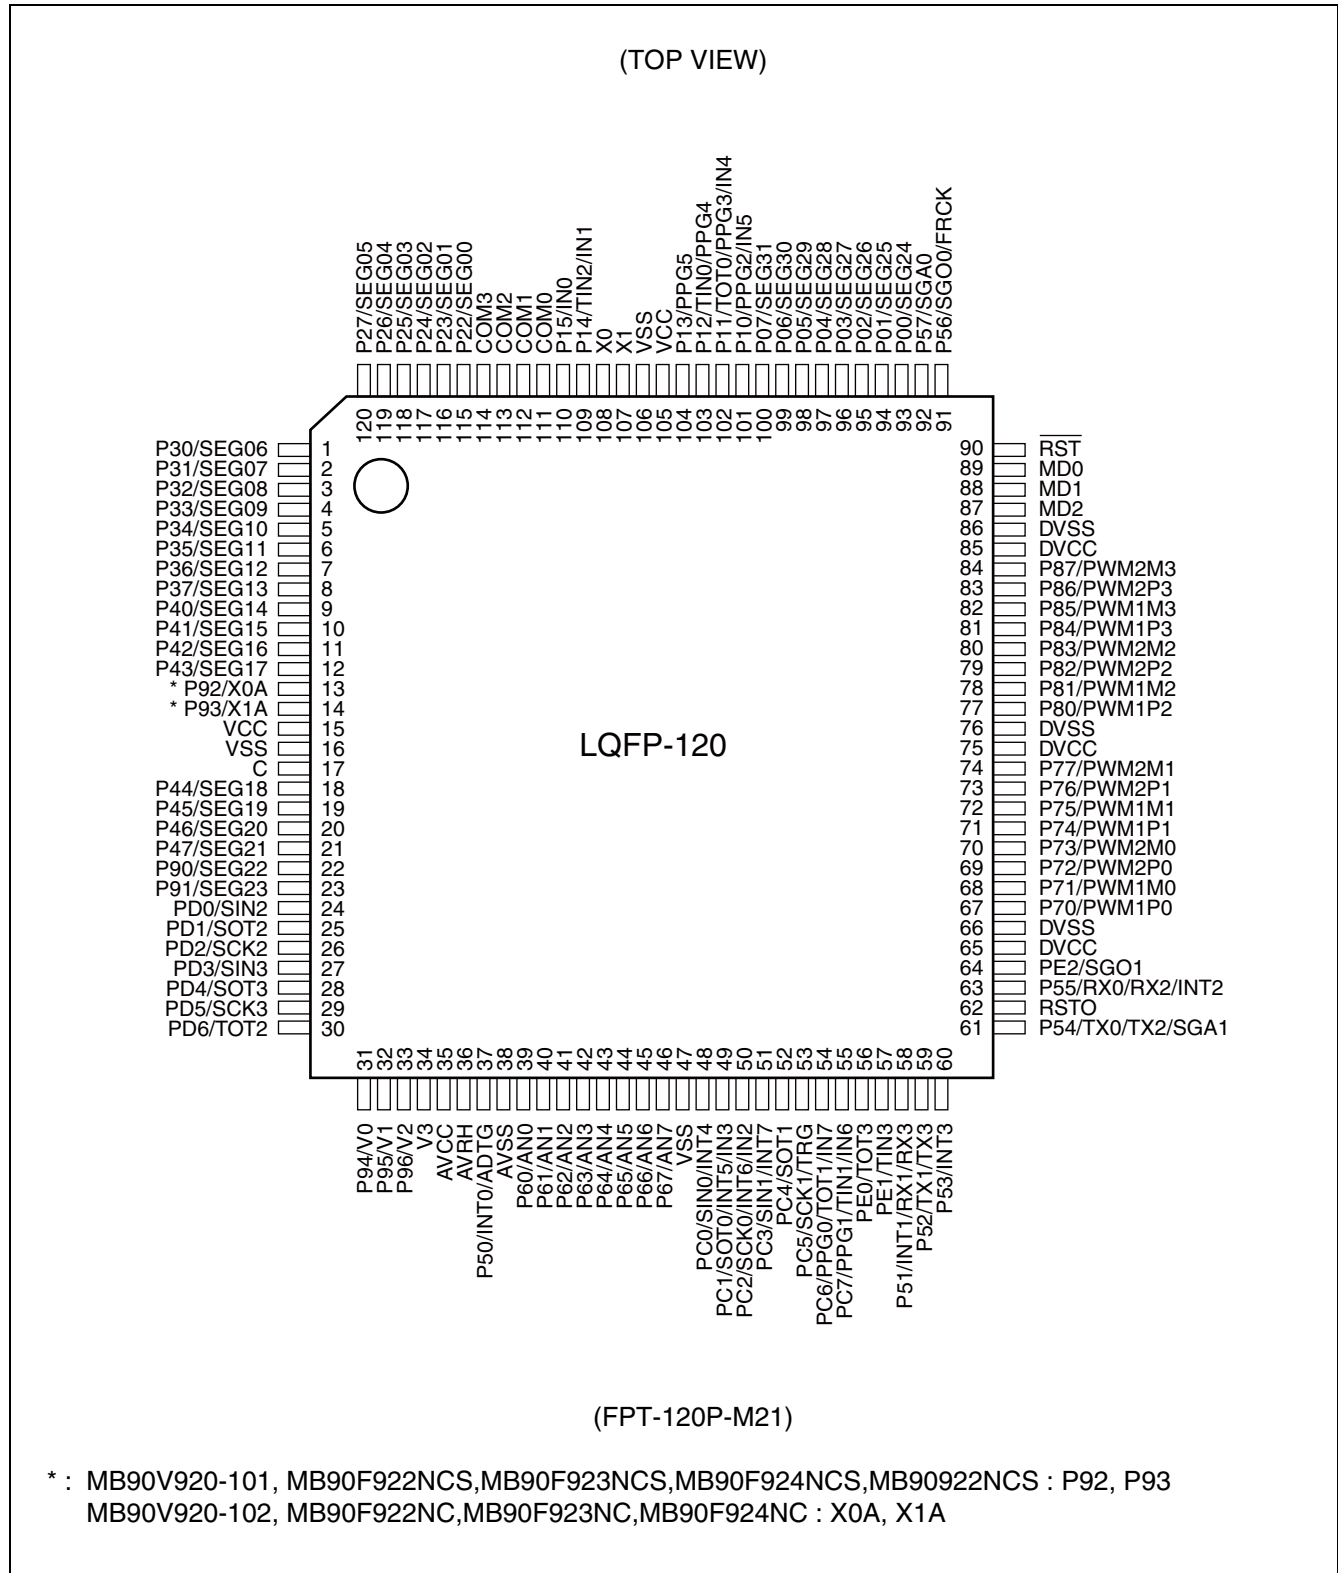 (TOP VIEW)
P27/SEG05
P26/SEG04
P25/SEG03
P24/SEG02
P23/SEG01
P22/SEG00
COM3
COM2
COM1
COM0
P15/IN0
P14/TIN2/IN1
X0
X1
VSS
VCC
P13/PPG5
P12/TIN0/PPG4
P11/TOT0/PPG3/IN4
P10/PPG2/IN5
P07/SEG31
P06/SEG30
P05/SEG29
P04/SEG28
P03/SEG27
P02/SEG26
P01/SEG25
P00/SEG24
P57/SGA0
P56/SGO0/FRCK
120
119
118
117
116
115
114
113
112
111
110
109
108
107
106
105
104
103
102
101
100
99
98
97
96
95
94
93
92
91
P30/SEG06 1
P31/SEG07 2
P32/SEG08 3
P33/SEG09 4
P34/SEG10 5
P35/SEG11 6
P36/SEG12 7
P37/SEG13 8
P40/SEG14 9
P41/SEG15 10
P42/SEG16 11
P43/SEG17 12
* P92/X0A 13
* P93/X1A 14
VCC 15
VSS 16
C 17
P44/SEG18 18
P45/SEG19 19
P46/SEG20 20
P47/SEG21 21
P90/SEG22 22
P91/SEG23 23
PD0/SIN2 24
PD1/SOT2 25
PD2/SCK2 26
PD3/SIN3 27
PD4/SOT3 28
PD5/SCK3 29
PD6/TOT2 30
LQFP-120
90 RST
89 MD0
88 MD1
87 MD2
86 DVSS
85 DVCC
84 P87/PWM2M3
83 P86/PWM2P3
82 P85/PWM1M3
81 P84/PWM1P3
80 P83/PWM2M2
79 P82/PWM2P2
78 P81/PWM1M2
77 P80/PWM1P2
76 DVSS
75 DVCC
74 P77/PWM2M1
73 P76/PWM2P1
72 P75/PWM1M1
71 P74/PWM1P1
70 P73/PWM2M0
69 P72/PWM2P0
68 P71/PWM1M0
67 P70/PWM1P0
66 DVSS
65 DVCC
64 PE2/SGO1
63 P55/RX0/RX2/INT2
62 RSTO
61 P54/TX0/TX2/SGA1
31
32
33
34
35
36
37
38
39
40
41
42
43
44
45
46
47
48
49
50
51
52
53
54
55
56
57
58
59
60
P94/V0
P95/V1
P96/V2
V3
AVCC
AVRH
P50/INT0/ADTG
AVSS
P60/AN0
P61/AN1
P62/AN2
P63/AN3
P64/AN4
P65/AN5
P66/AN6
P67/AN7
VSS
PC0/SIN0/INT4
PC1/SOT0/INT5/IN3
PC2/SCK0/INT6/IN2
PC3/SIN1/INT7
PC4/SOT1
PC5/SCK1/TRG
PC6/PPG0/TOT1/IN7
PC7/PPG1/TIN1/IN6
PE0/TOT3
PE1/TIN3
P51/INT1/RX1/RX3
P52/TX1/TX3
P53/INT3
(FPT-120P-M21)
* : MB90V920-101, MB90F922NCS,MB90F923NCS,MB90F924NCS,MB90922NCS : P92, P93
MB90V920-102, MB90F922NC,MB90F923NC,MB90F924NC : X0A, X1A